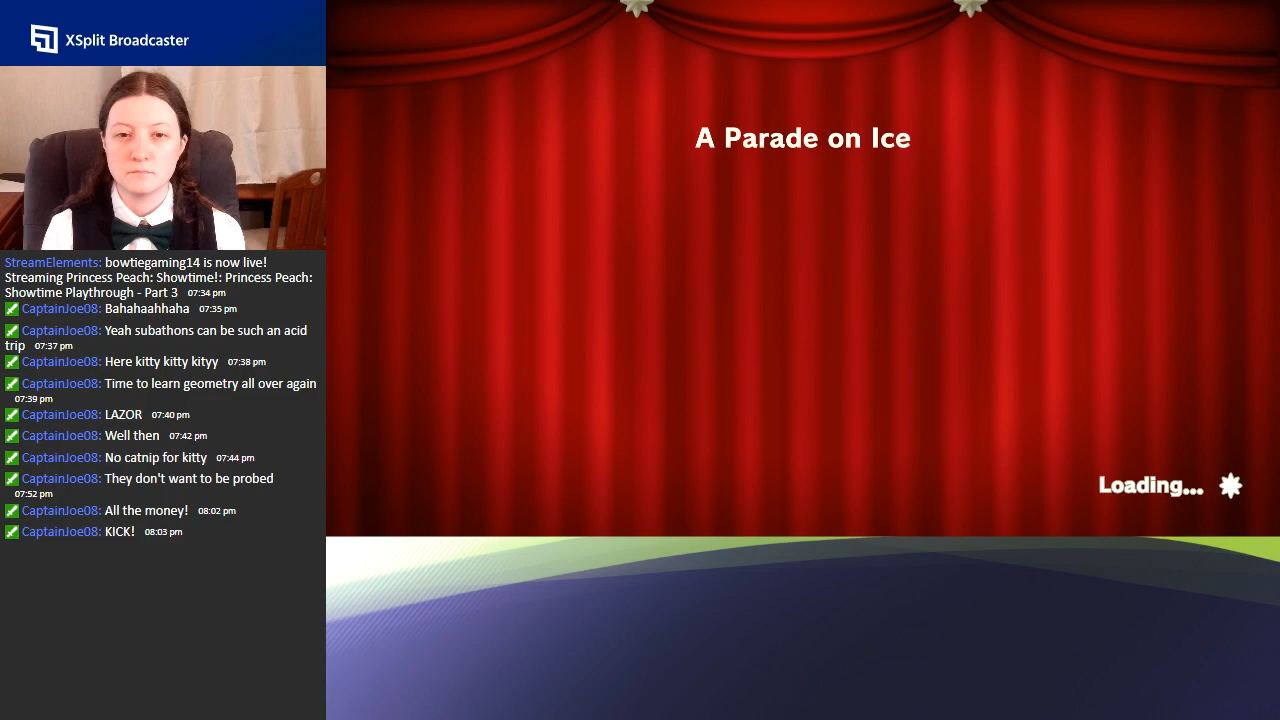 XSplit Broadcaster
StreamElements: bowtiegaming14 is now live!
Streaming Princess Peach: Showtime!: Princess Peach:
Showtime Playthrough - Part 3 07:34 pm
CaptainJoe08: Bahahaahhaha 07:35 pm
CaptainJoe08: Yeah subathons can be such an acid
trip 07:37 pm
CaptainJoe08: Here kitty kitty kityy 07:38 pm
CaptainJoe08: Time to learn geometry all over again
07:39 pm
CaptainJoe08: LAZOR 07:40 pm
CaptainJoe08: Well then 07:42 pm
CaptainJoe08: No catnip for kitty 07:44 pm
CaptainJoe08: They don't want to be probed
07:52 pm
CaptainJoe08: All the money! 08:02 pm
CaptainJoe08: KICK! 08:03 pm
A Parade on Ice
Loading...